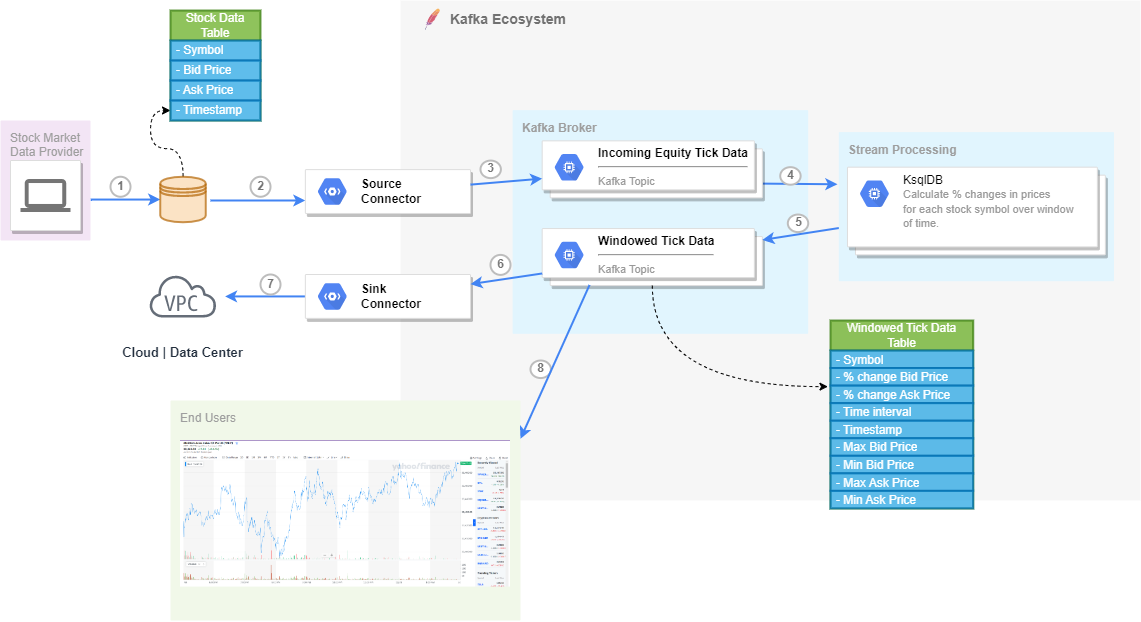 Kafka Ecosystem
Stock Data
Table
- Symbol
- Bid Price
- Ask Price
- Timestamp
Stock Market
Data Provider
1
2
Source
Connector
3
Kafka Broker
Incoming Equity Tick Data
Kafka Topic
4
Stream Processing
KsqlDB
Calculate % changes in prices
for each stock symbol over window
of time.
5
Windowed Tick Data
Kafka Topic
6
Sink
Connector
7
VPC
Cloud | Data Center
8
Windowed Tick Data
Table
- Symbol
- % change Bid Price
- % change Ask Price
- Time interval
- Timestamp
- Max Bid Price
- Min Bid Price
- Max Ask Price
- Min Ask Price
End Users
yahoo!finance